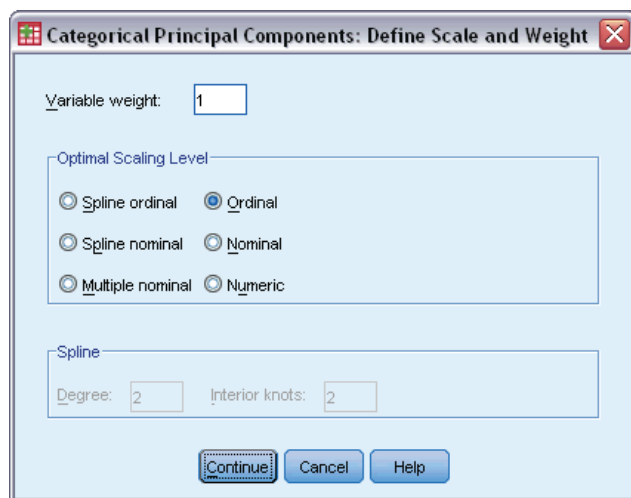 Categorical Principal Components: Define Scale and Weight
Variable weight: 1
Optimal Scaling Level
Spline ordinal Ordinal
Spline nominal Nominal
Multiple nominal Numeric
Spline
Degree: 2 Interior knots: 2
Continue Cancel Help